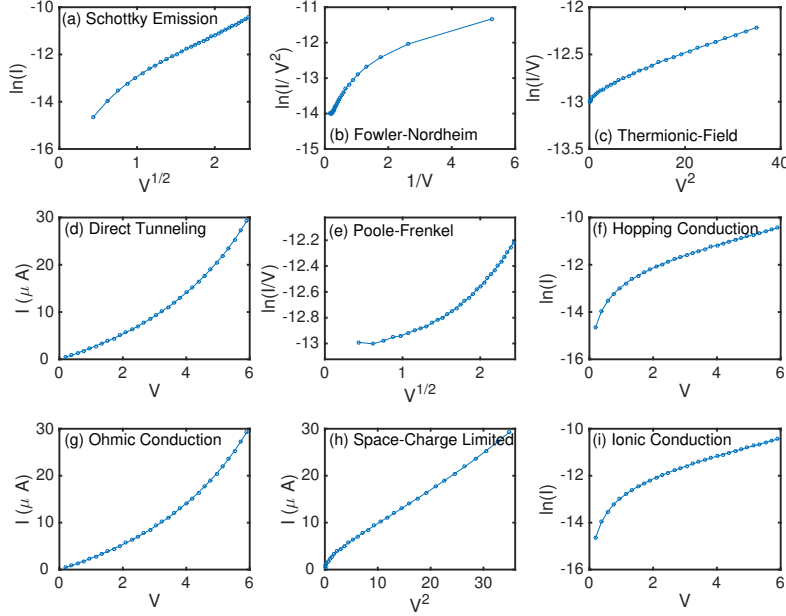 (a) Schottky Emission
ln(I)
-10
-12
-14
-16
0
1
2
V^1/2
(b) Fowler-Nordheim
ln(I/ V^2)
-11
-12
-13
-14
-15
0
2
4
6
1/V
(c) Thermionic-Field
ln(I/V)
-12
-12.5
-13
-13.5
0
20
40
V^2
(d) Direct Tunneling
I (μ A)
30
20
10
0
0
2
4
6
V
(e) Poole-Frenkel
ln(I/V)
-12.2
-12.4
-12.6
-12.8
-13
0
1
2
V^1/2
(f) Hopping Conduction
ln(I)
-10
-12
-14
-16
0
2
4
6
V
(g) Ohmic Conduction
I (μ A)
30
20
10
0
0
2
4
6
V
(h) Space-Charge Limited
I (μ A)
30
20
10
0
0
10
20
30
V^2
(i) Ionic Conduction
ln(I)
-10
-12
-14
-16
0
2
4
6
V